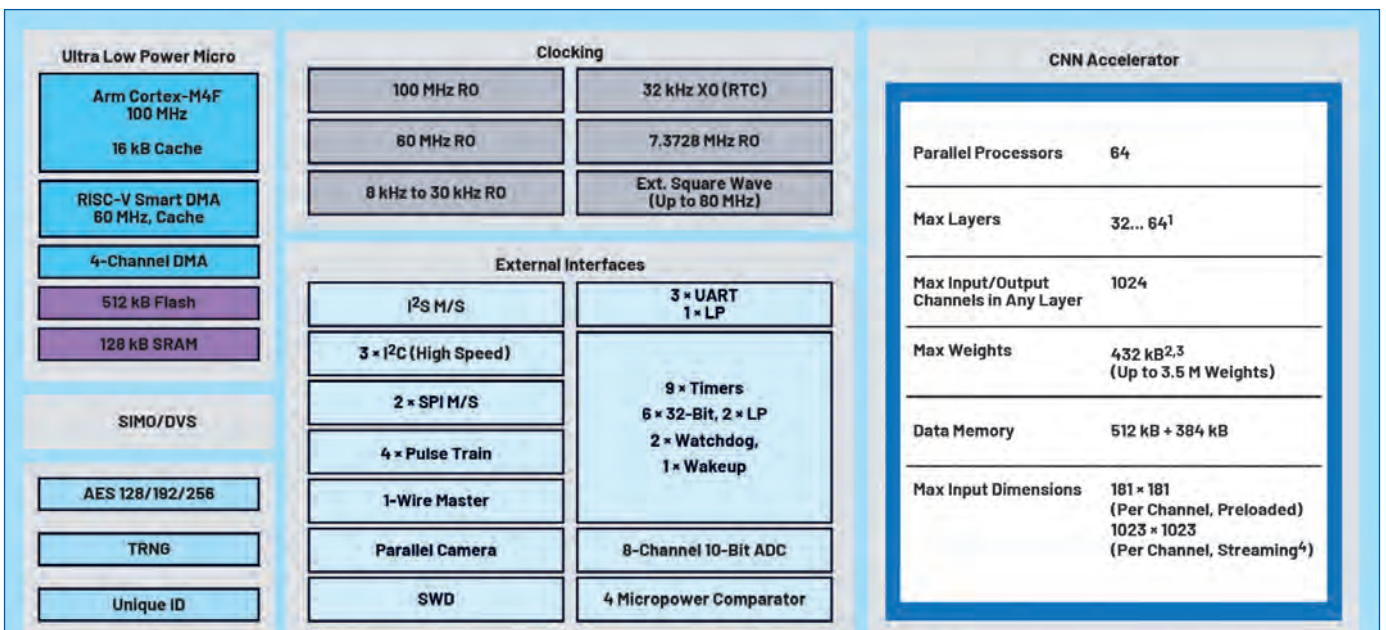 Ultra Low Power Micro
Arm Cortex-M4F
100 MHz
16 kB Cache
RISC-V Smart DMA
60 MHz, Cache
4-Channel DMA
512 kB Flash
128 kB SRAM
SIMO/DVS
AES 128/192/256
TRNG
Unique ID
Clocking
100 MHz RO
32 kHz XO (RTC)
60 MHz RO
7.3728 MHz RO
8 kHz to 30 kHz RO
Ext. Square Wave
(Up to 80 MHz)
External Interfaces
I²S M/S
3 × UART
1 × LP
3 × I²C (High Speed)
2 × SPI M/S
4 × Pulse Train
1-Wire Master
9 × Timers
6 × 32-Bit, 2 × LP
2 × Watchdog,
1 × Wakeup
Parallel Camera
8-Channel 10-Bit ADC
SWD
4 Micropower Comparator
CNN Accelerator
Parallel Processors 64
Max Layers 32... 64¹
Max Input/Output
Channels in Any Layer 1024
Max Weights 432 kB²,³
(Up to 3.5 M Weights)
Data Memory 512 kB + 384 kB
Max Input Dimensions 181 × 181
(Per Channel, Preloaded)
1023 × 1023
(Per Channel, Streaming⁴)